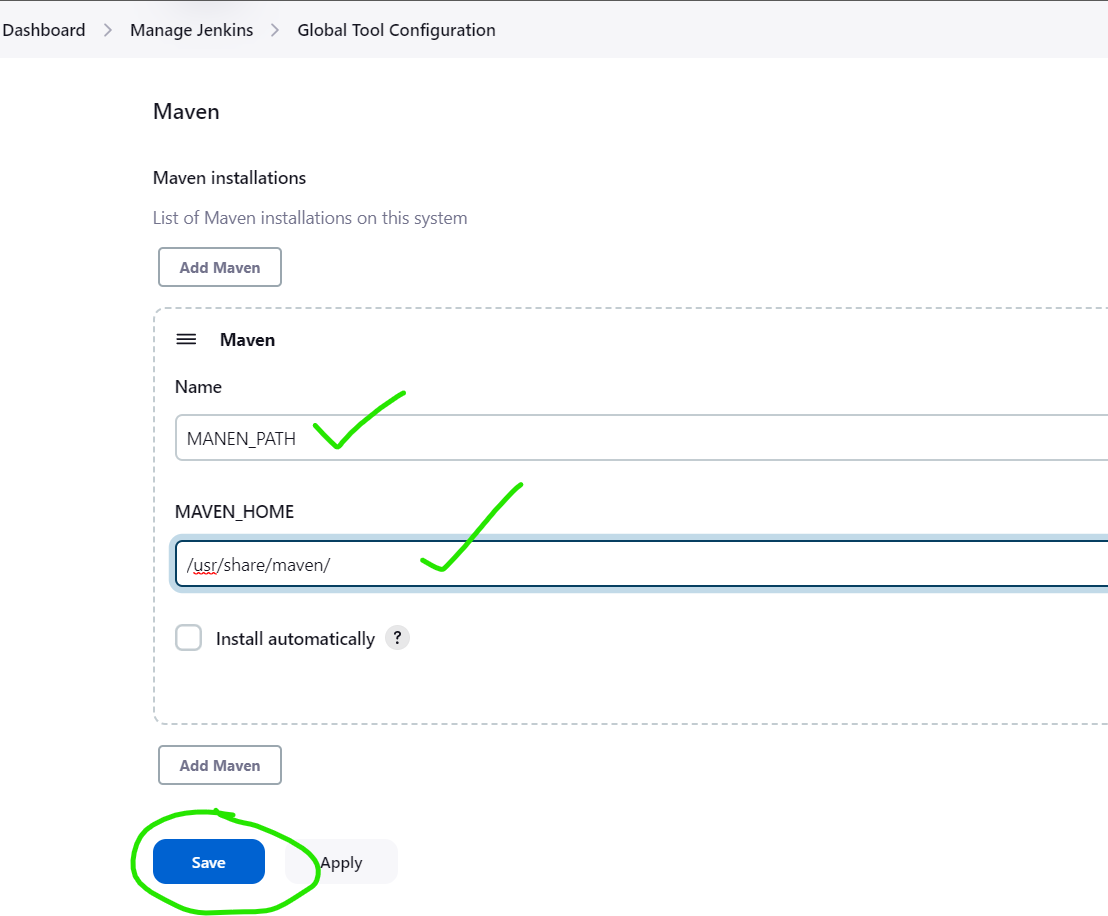 Dashboard > Manage Jenkins > Global Tool Configuration
Maven
Maven installations
List of Maven installations on this system
Add Maven
Maven
Name
MANEN_PATH
MAVEN_HOME
/usr/share/maven/
Install automatically ?
Add Maven
Save Apply